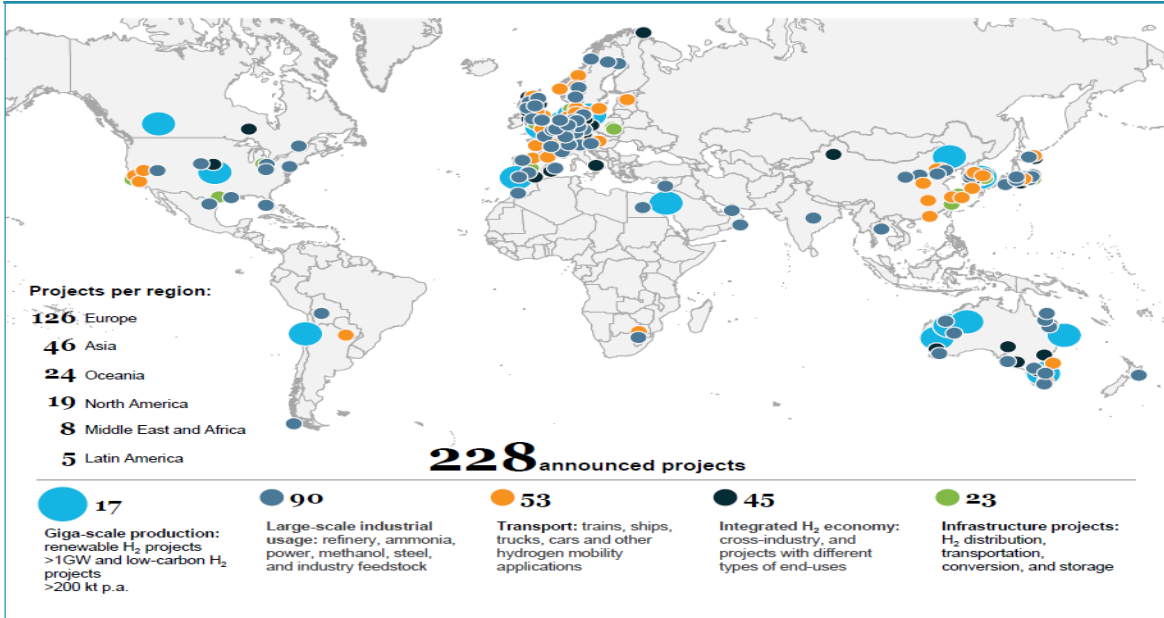 Projects per region:
126 Europe
46 Asia
24 Oceania
19 North America
8 Middle East and Africa
5 Latin America
228 announced projects
17
Giga-scale production:
renewable H₂ projects
>1GW and low-carbon H₂
projects
>200 kt p.a.
90
Large-scale industrial
usage: refinery, ammonia,
power, methanol, steel,
and industry feedstock
53
Transport: trains, ships,
trucks, cars and other
hydrogen mobility
applications
45
Integrated H₂ economy:
cross-industry, and
projects with different
types of end-uses
23
Infrastructure projects:
H₂ distribution,
transportation,
conversion, and storage